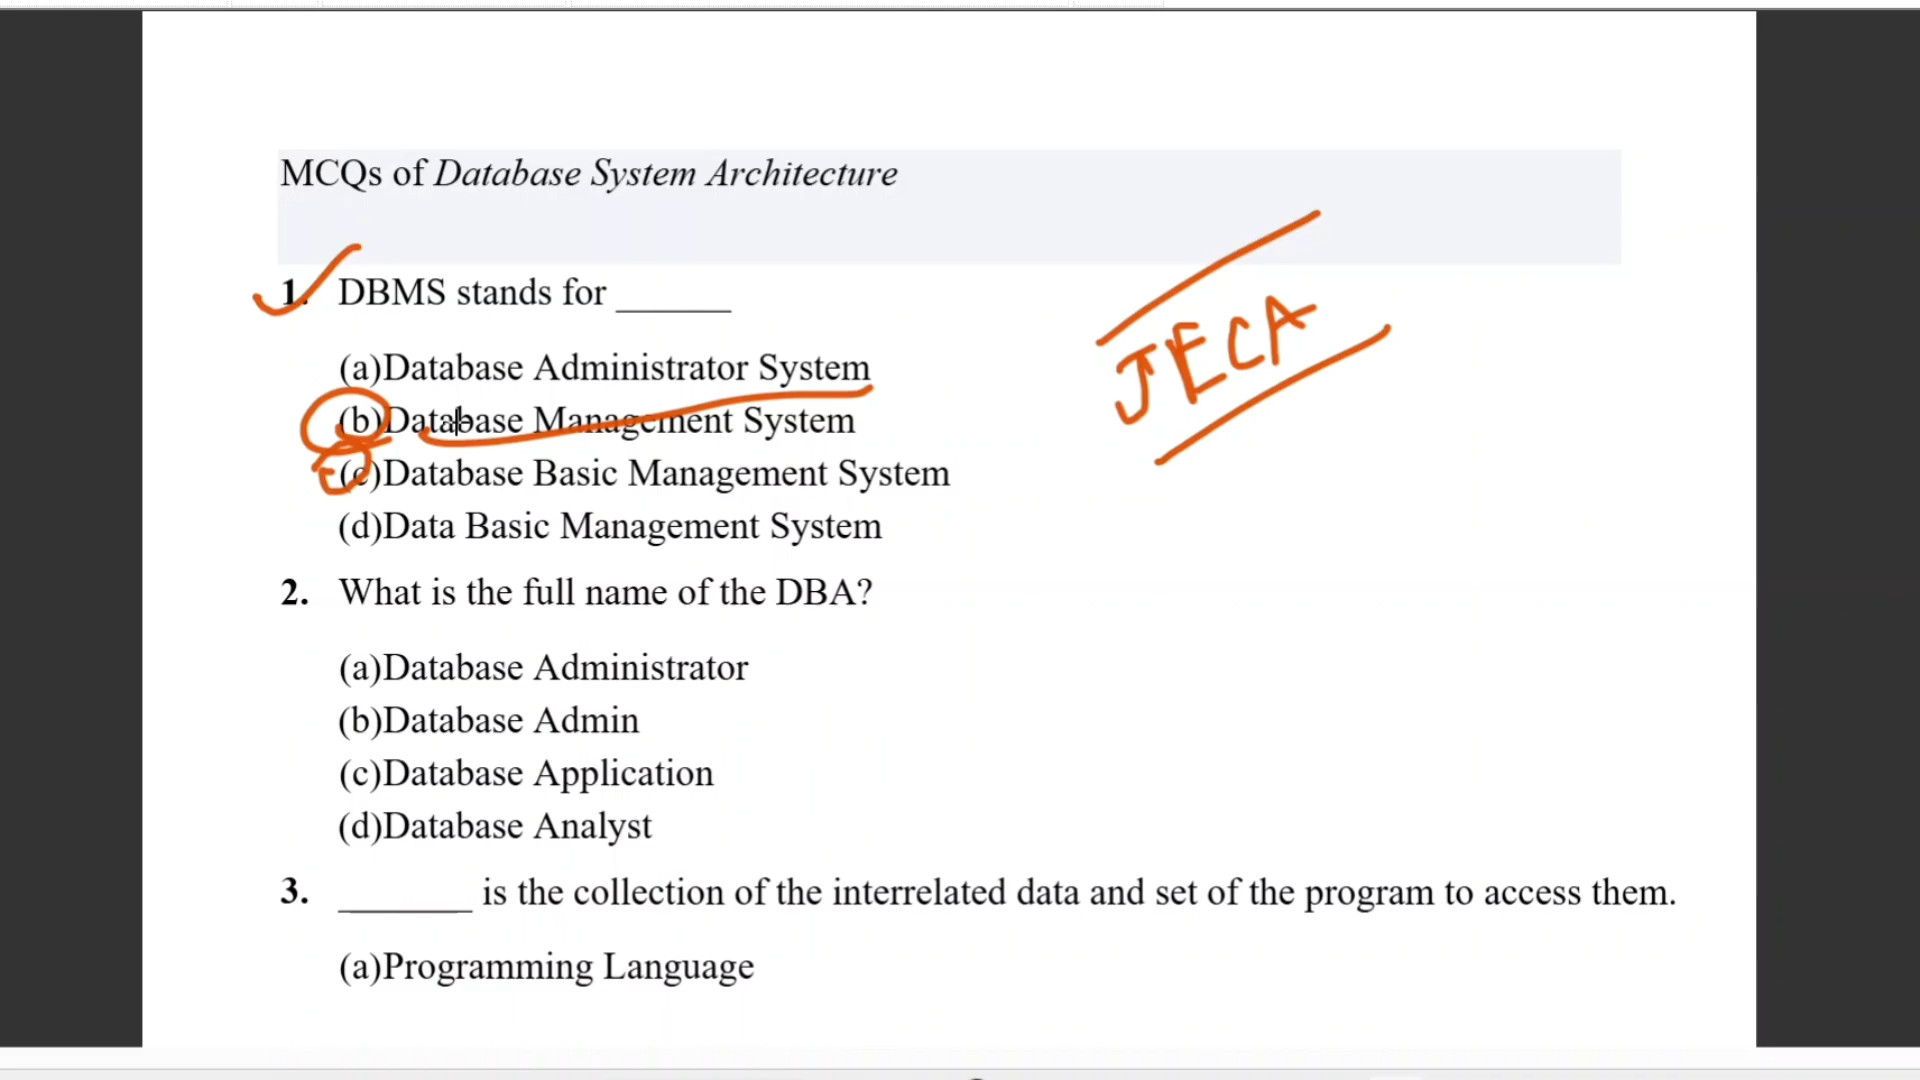 MCQs of Database System Architecture
1. DBMS stands for ______
(a)Database Administrator System
(b)Database Management System
(c)Database Basic Management System
(d)Data Basic Management System
JECA
2. What is the full name of the DBA?
(a)Database Administrator
(b)Database Admin
(c)Database Application
(d)Database Analyst
3. _______ is the collection of the interrelated data and set of the program to access them.
(a)Programming Language